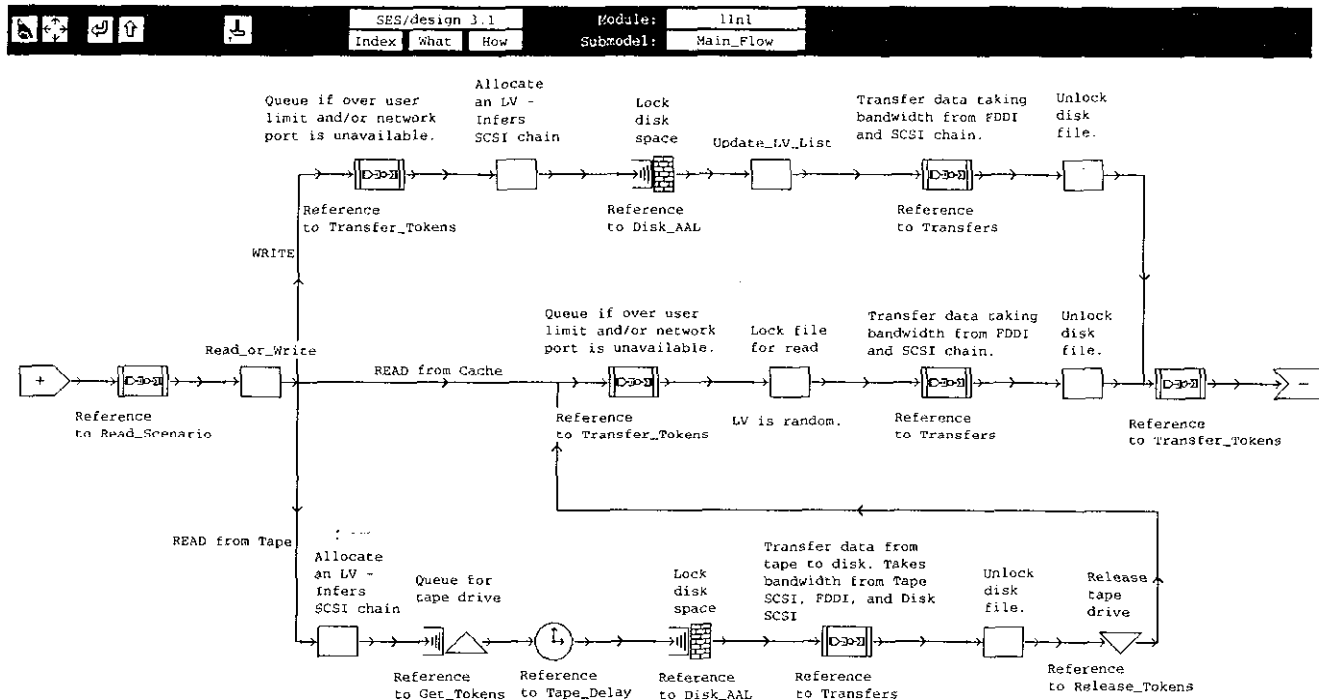 SES/design 3.1
Module:
llnl
Index
What
How
Submodel:
Main_Flow
Queue if over user
limit and/or network
port is unavailable.
Allocate
an LV -
Infers
SCSI chain
Lock
disk
space
Update_LV_List
Transfer data taking
bandwidth from FDDI
and SCSI chain.
Unlock
disk
file.
Reference
to Transfer_Tokens
Reference
to Disk_AAL
Reference
to Transfers
WRITE
Queue if over user
limit and/or network
port is unavailable.
Lock file
for read
Transfer data taking
bandwidth from FDDI
and SCSI chain.
Unlock
disk
file.
Read_or_Write
READ from Cache
+
-
Reference
to Read_Scenario
Reference
to Transfer_Tokens
LV is random.
Reference
to Transfers
Reference
to Transfer_Tokens
READ from Tape
Allocate
an LV -
Infers
SCSI chain
Queue for
tape drive
Lock
disk
space
Transfer data from
tape to disk. Takes
bandwidth from Tape
SCSI, FDDI, and Disk
SCSI
Unlock
disk
file.
Release
tape
drive
Reference
to Get_Tokens
Reference
to Tape_Delay
Reference
to Disk_AAL
Reference
to Transfers
Reference
to Release_Tokens